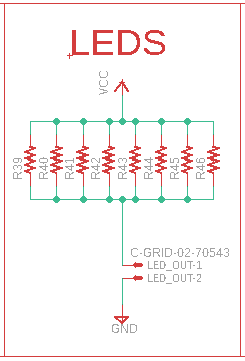 LEDS
VCC
R39 R40 R41 R42 R43 R44 R45 R46
C-GRID-02-70543
LED_OUT-1
LED_OUT-2
GND